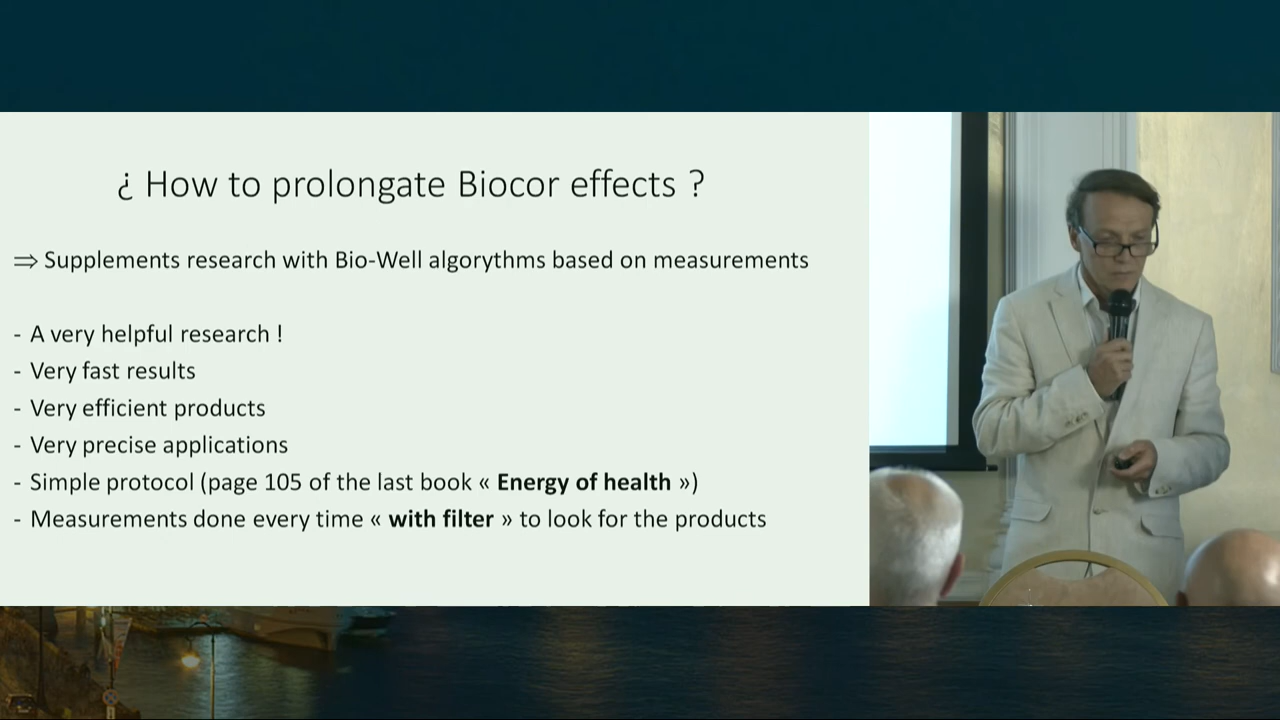 ¿ How to prolongate Biocor effects ?
⇒ Supplements research with Bio-Well algorythms based on measurements
- A very helpful research !
- Very fast results
- Very efficient products
- Very precise applications
- Simple protocol (page 105 of the last book « Energy of health »)
- Measurements done every time « with filter » to look for the products